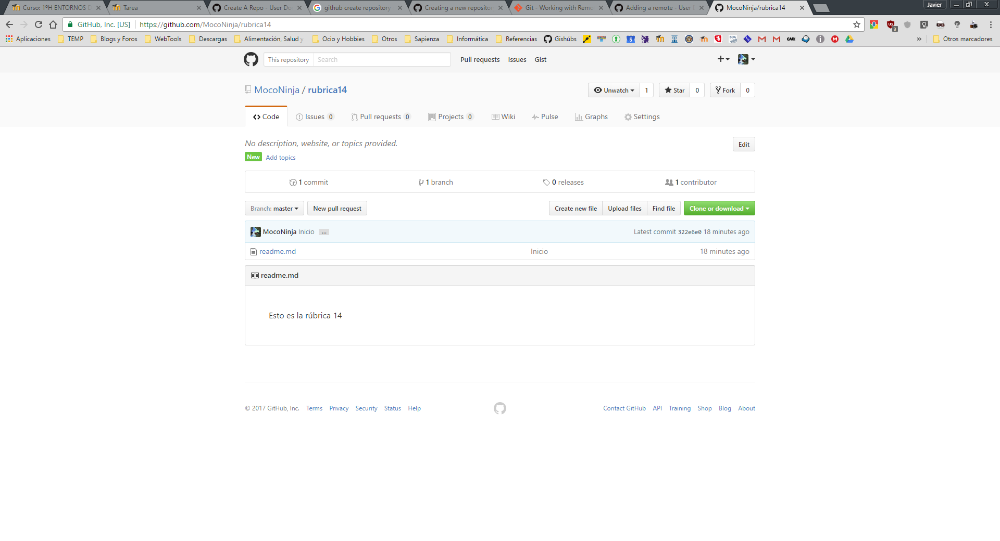 Curso: 1ºH ENTORNOS D
Tarea
Create A Repo - User Do
github create repository
Creating a new reposito
Git - Working with Remo
Adding a remote - User
MocoNinja/rubrica14
Javier
GitHub, Inc. [US] https://github.com/MocoNinja/rubrica14
Aplicaciones TEMP Blogs y Foros WebTools Descargas Alimentación, Salud y Ocio y Hobbies Otros Sapienza Informática Referencias Gishúbs BOA GMX » Otros marcadores
This repository Search Pull requests Issues Gist
MocoNinja / rubrica14
Unwatch 1 Star 0 Fork 0
Code Issues 0 Pull requests 0 Projects 0 Wiki Pulse Graphs Settings
No description, website, or topics provided.
Edit
New Add topics
1 commit 1 branch 0 releases 1 contributor
Branch: master New pull request Create new file Upload files Find file Clone or download
MocoNinja Inicio … Latest commit 322e6e0 18 minutes ago
readme.md Inicio 18 minutes ago
readme.md
Esto es la rúbrica 14
© 2017 GitHub, Inc. Terms Privacy Security Status Help Contact GitHub API Training Shop Blog About